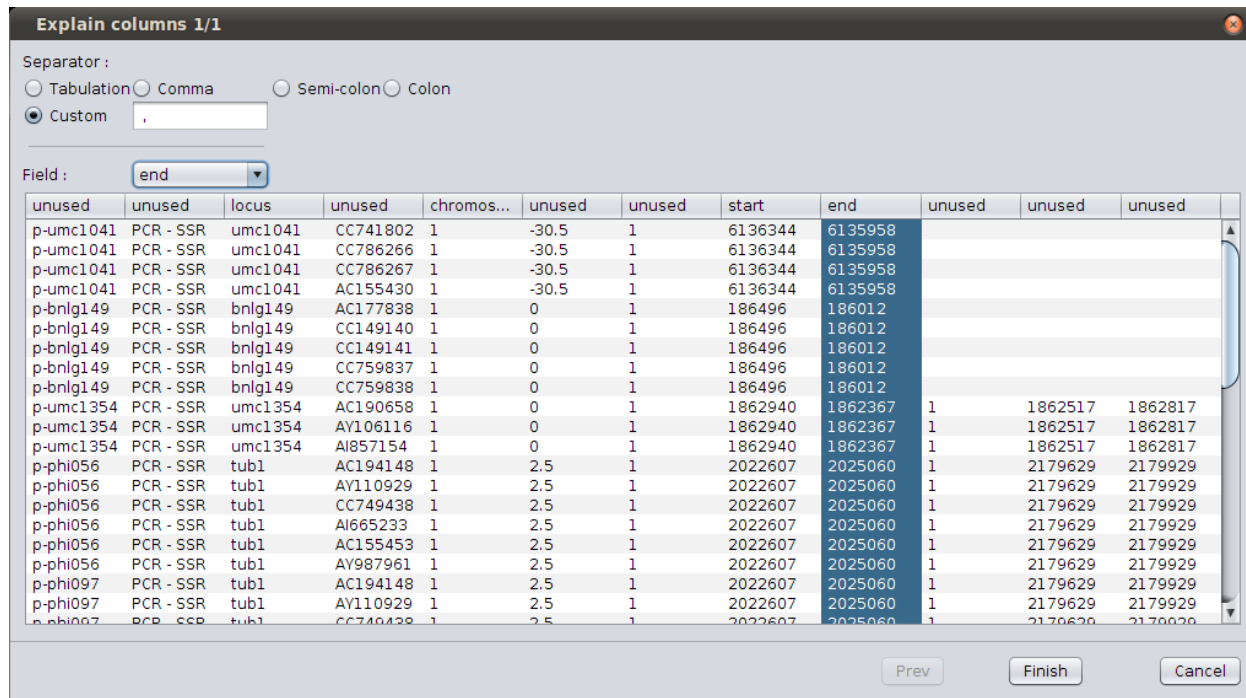 Explain columns 1/1
Separator :
Tabulation Comma Semi-colon Colon
Custom ,
Field : end
unused unused locus unused chromos... unused unused start end unused unused unused
p-umc1041 PCR - SSR umc1041 CC741802 1 -30.5 1 6136344 6135958
p-umc1041 PCR - SSR umc1041 CC786266 1 -30.5 1 6136344 6135958
p-umc1041 PCR - SSR umc1041 CC786267 1 -30.5 1 6136344 6135958
p-umc1041 PCR - SSR umc1041 AC155430 1 -30.5 1 6136344 6135958
p-bnlg149 PCR - SSR bnlg149 AC177838 1 0 1 186496 186012
p-bnlg149 PCR - SSR bnlg149 CC149140 1 0 1 186496 186012
p-bnlg149 PCR - SSR bnlg149 CC149141 1 0 1 186496 186012
p-bnlg149 PCR - SSR bnlg149 CC759837 1 0 1 186496 186012
p-bnlg149 PCR - SSR bnlg149 CC759838 1 0 1 186496 186012
p-umc1354 PCR - SSR umc1354 AC190658 1 0 1 1862940 1862367 1 1862517 1862817
p-umc1354 PCR - SSR umc1354 AY106116 1 0 1 1862940 1862367 1 1862517 1862817
p-umc1354 PCR - SSR umc1354 AI857154 1 0 1 1862940 1862367 1 1862517 1862817
p-phi056 PCR - SSR tub1 AC194148 1 2.5 1 2022607 2025060 1 2179629 2179929
p-phi056 PCR - SSR tub1 AY110929 1 2.5 1 2022607 2025060 1 2179629 2179929
p-phi056 PCR - SSR tub1 CC749438 1 2.5 1 2022607 2025060 1 2179629 2179929
p-phi056 PCR - SSR tub1 AI665233 1 2.5 1 2022607 2025060 1 2179629 2179929
p-phi056 PCR - SSR tub1 AC155453 1 2.5 1 2022607 2025060 1 2179629 2179929
p-phi056 PCR - SSR tub1 AY987961 1 2.5 1 2022607 2025060 1 2179629 2179929
p-phi097 PCR - SSR tub1 AC194148 1 2.5 1 2022607 2025060 1 2179629 2179929
p-phi097 PCR - SSR tub1 AY110929 1 2.5 1 2022607 2025060 1 2179629 2179929
p-phi097 PCR - SSR tub1 CC749438 1 2.5 1 2022607 2025060 1 2179629 2179929
Prev Finish Cancel